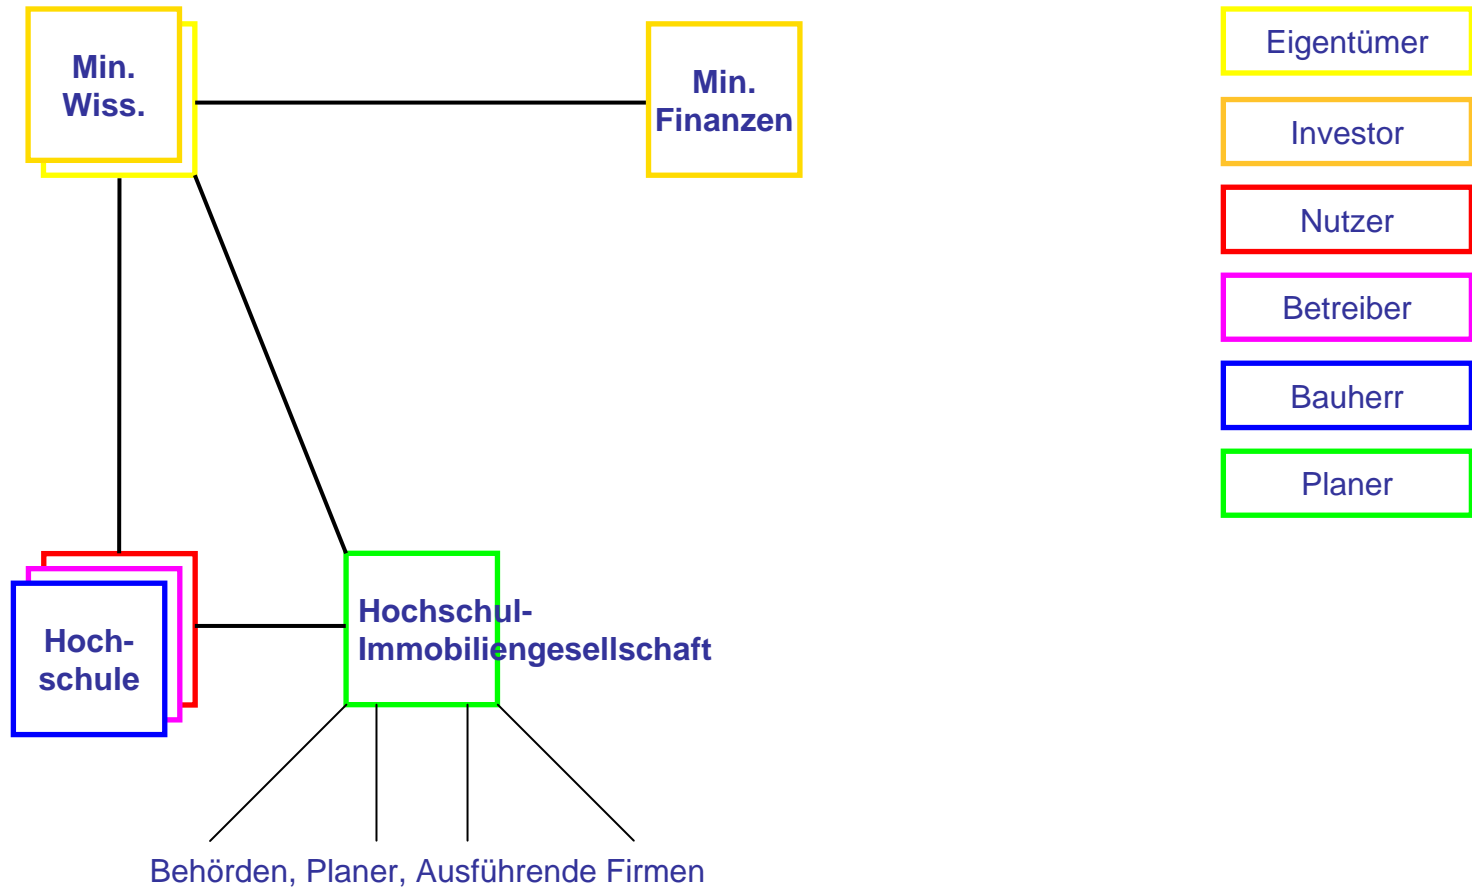 Min.
Wiss.
Min.
Finanzen
Eigentümer
Investor
Nutzer
Betreiber
Bauherr
Planer
Hoch-
schule
Hochschul-
Immobiliengesellschaft
Behörden, Planer, Ausführende Firmen